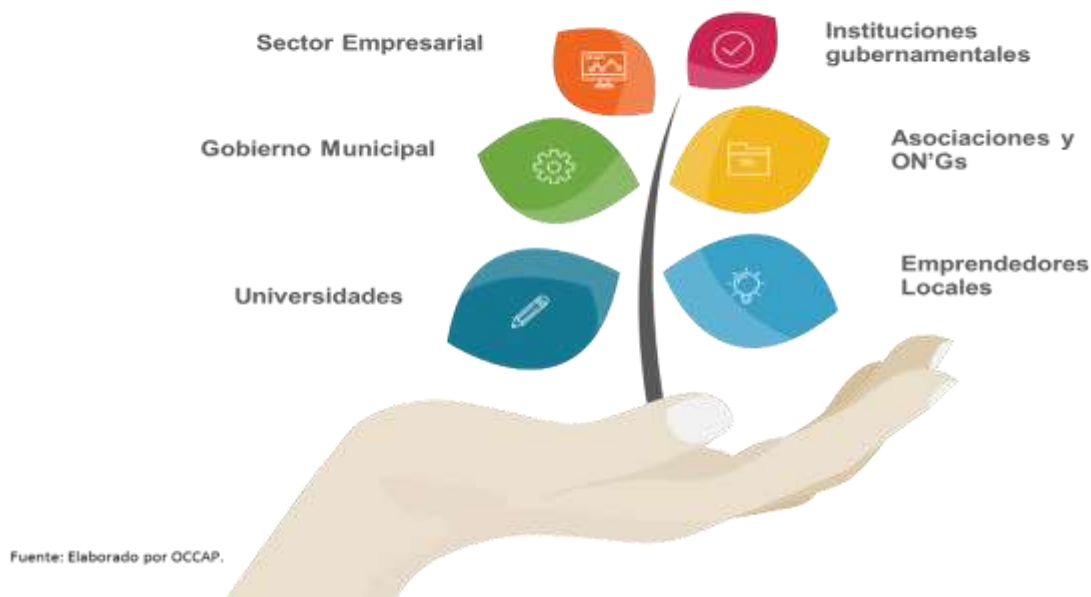 Sector Empresarial
Instituciones
gubernamentales
Gobierno Municipal
Asociaciones y
ON'Gs
Universidades
Emprendedores
Locales
Fuente: Elaborado por OCCAP.